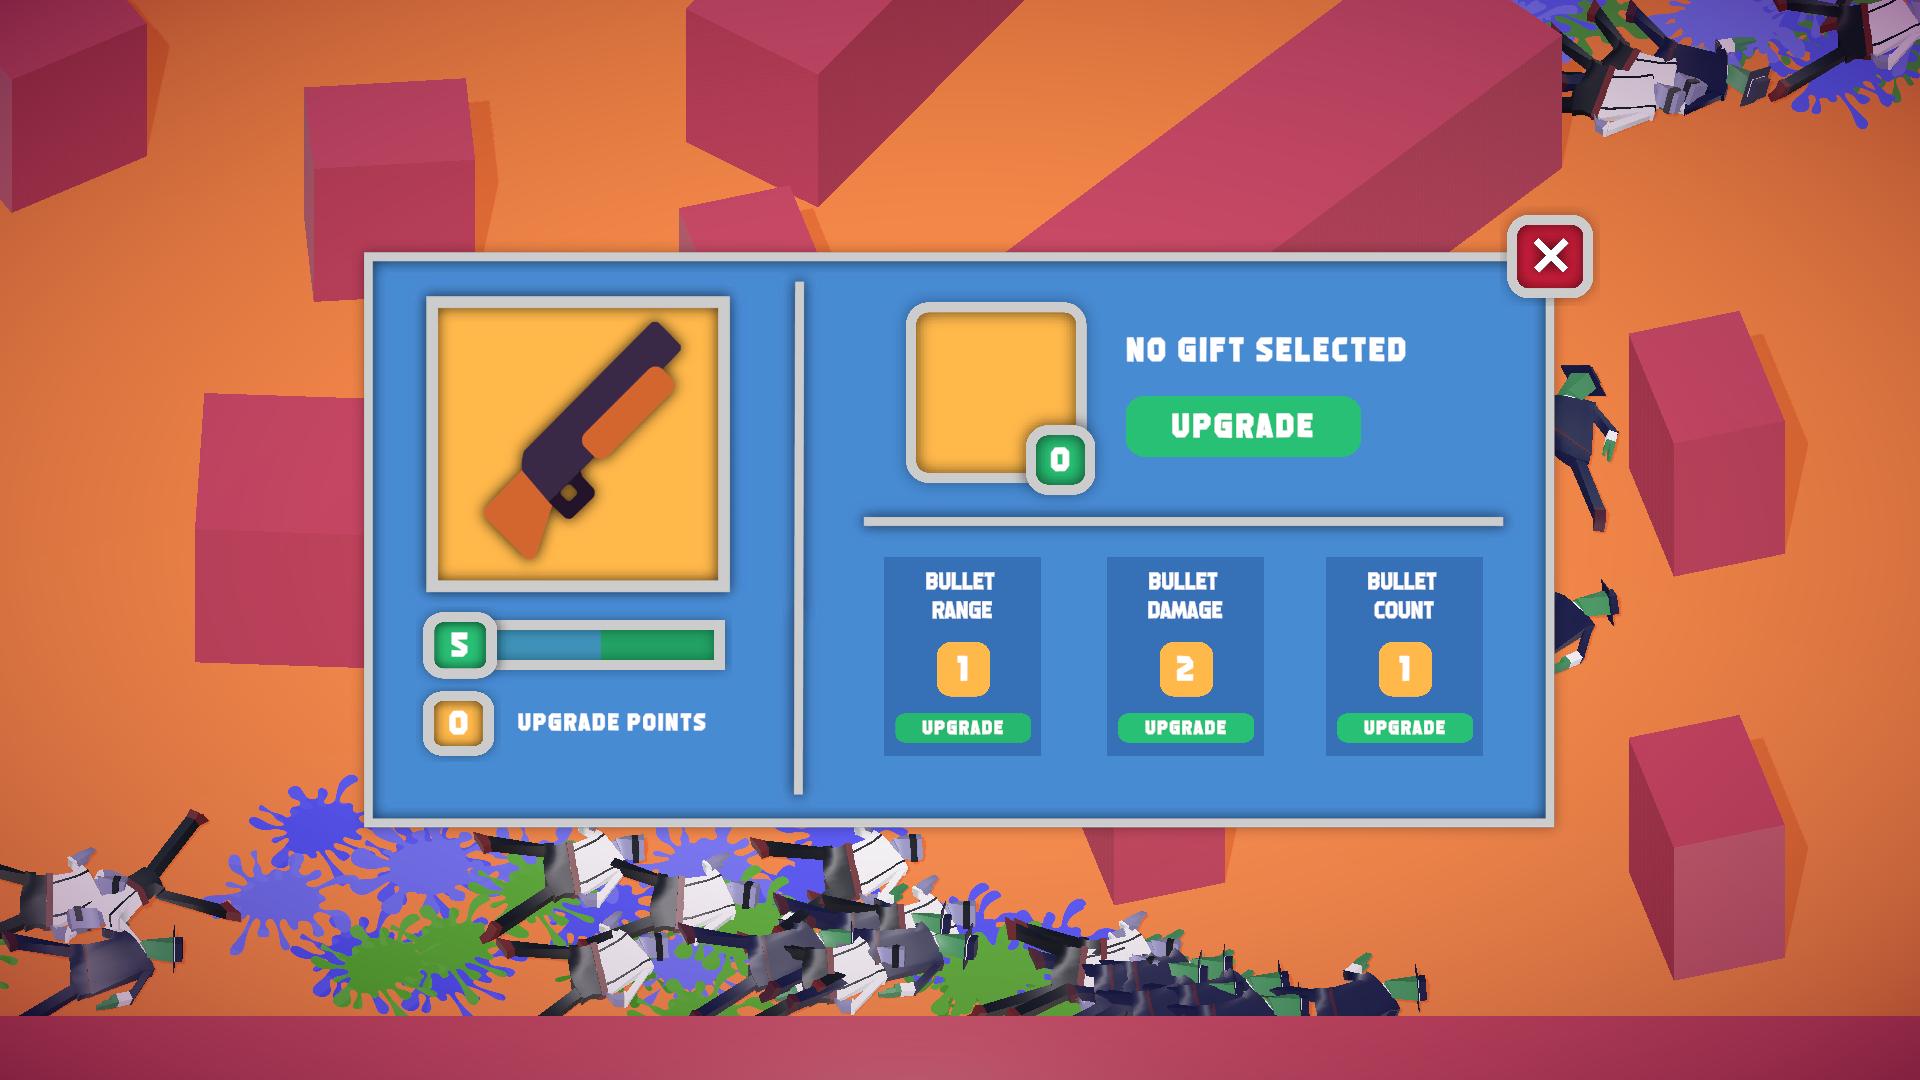 5
0
UPGRADE POINTS
NO GIFT SELECTED
UPGRADE
0
BULLET
RANGE
1
UPGRADE
BULLET
DAMAGE
2
UPGRADE
BULLET
COUNT
1
UPGRADE